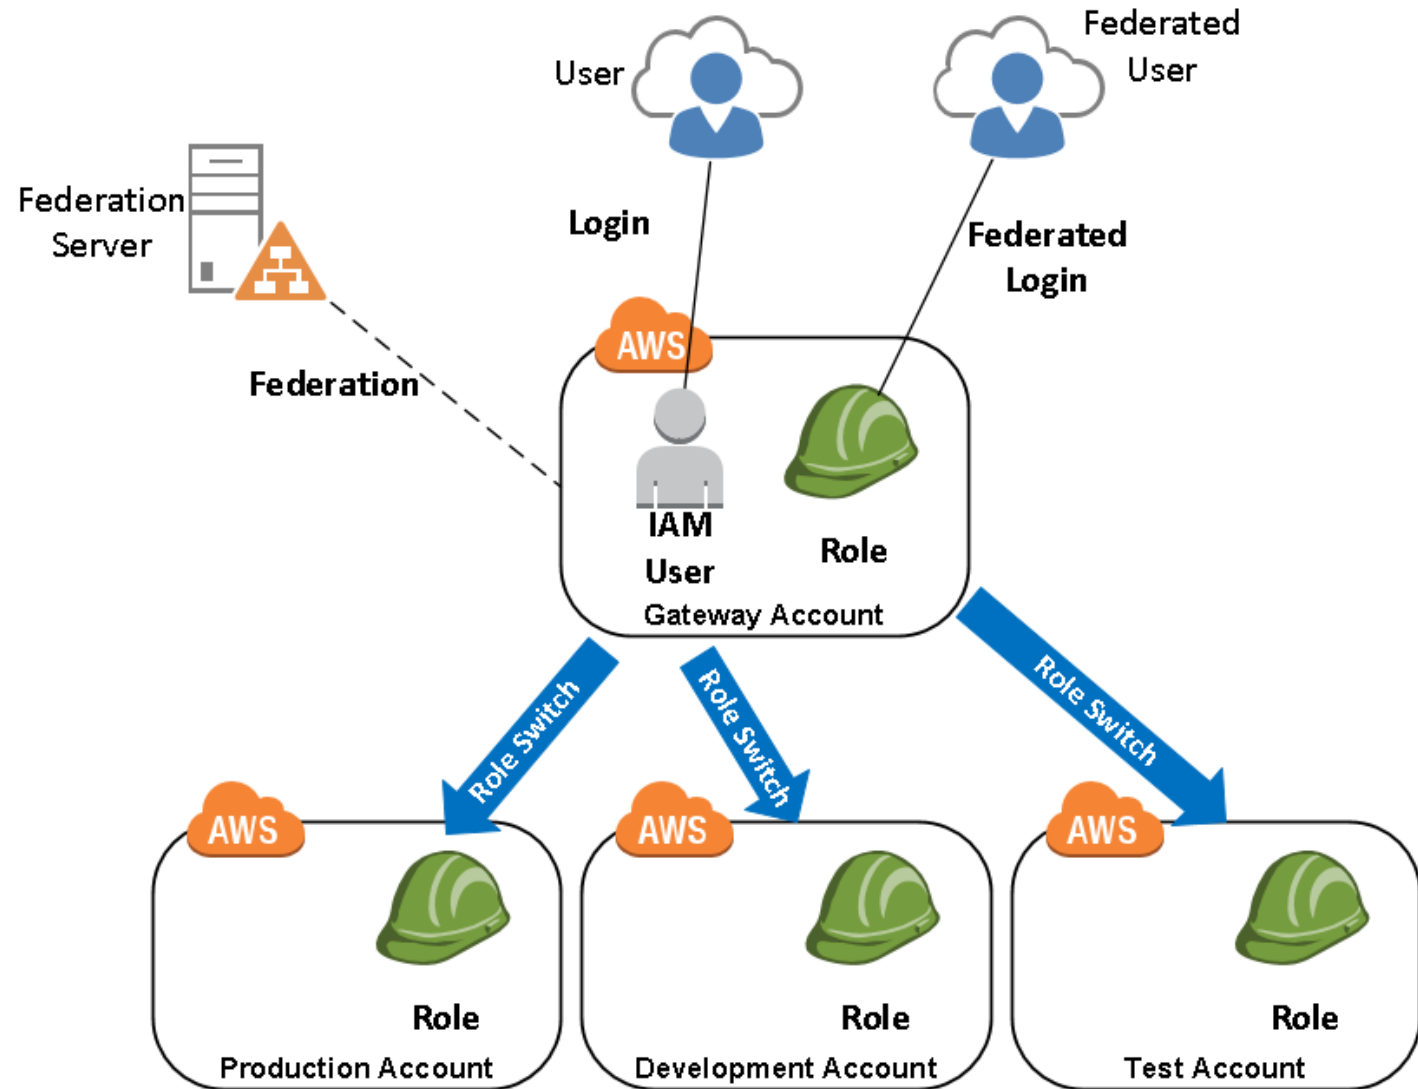 User
Federated
User
Federation
Server
Login
Federated
Login
AWS
Federation
IAM
User
Role
Gateway Account
Role Switch
Role Switch
Role Switch
AWS
AWS
AWS
Role
Role
Role
Production Account
Development Account
Test Account